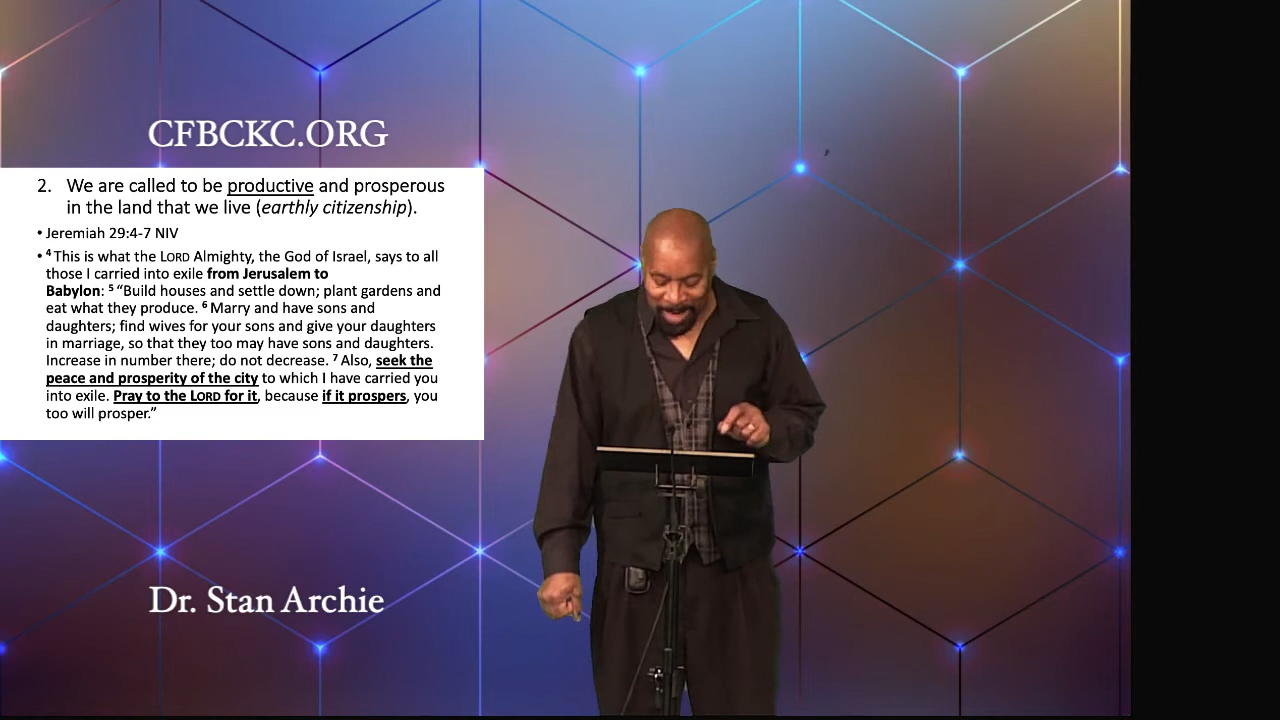 CFBCKC.ORG
2. We are called to be productive and prosperous
in the land that we live (earthly citizenship).
• Jeremiah 29:4-7 NIV
• ⁴ This is what the LORD Almighty, the God of Israel, says to all
those I carried into exile from Jerusalem to
Babylon: ⁵ “Build houses and settle down; plant gardens and
eat what they produce. ⁶ Marry and have sons and
daughters; find wives for your sons and give your daughters
in marriage, so that they too may have sons and daughters.
Increase in number there; do not decrease. ⁷ Also, seek the
peace and prosperity of the city to which I have carried you
into exile. Pray to the LORD for it, because if it prospers, you
too will prosper.”
Dr. Stan Archie